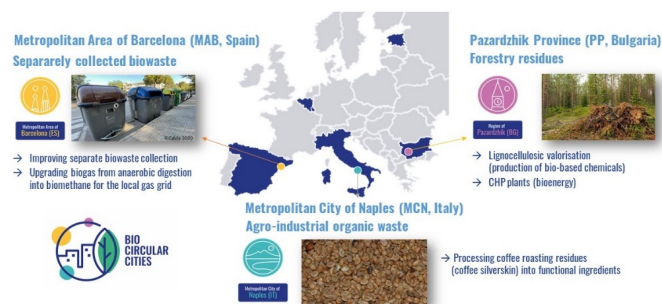 Metropolitan Area of Barcelona (MAB, Spain)
Separarely collected biowaste
Metropolitan Area of
Barcelona (ES)
→ Improving separate biowaste collection
→ Upgrading biogas from anaerobic digestion
into biomethane for the local gas grid
Pazardzhik Province (PP, Bulgaria)
Forestry residues
Region of
Pazardzhik (BG)
→ Lignocellulosic valorisation
(production of bio-based chemicals)
→ CHP plants (bioenergy)
BIO
CIRCULAR
CITIES
Metropolitan City of Naples (MCN, Italy)
Agro-industrial organic waste
Metropolitan City of
Naples (IT)
→ Processing coffee roasting residues
(coffee silverskin) into functional ingredients